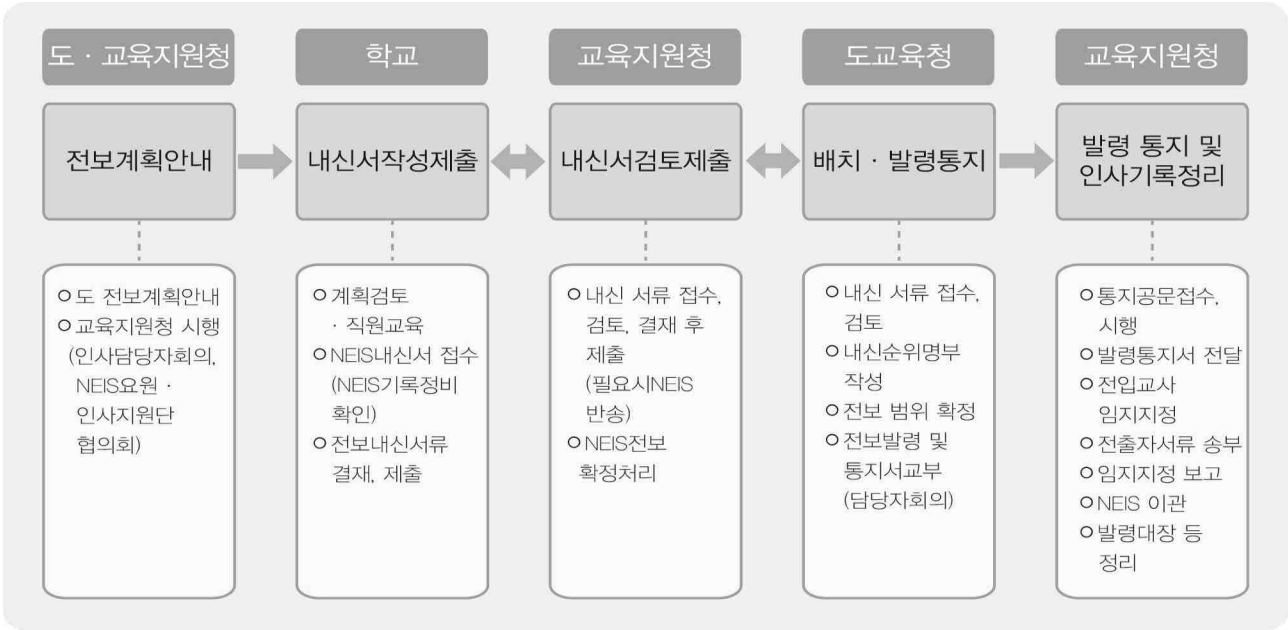 도 · 교육지원청
학교
교육지원청
도교육청
교육지원청
전보계획안내
내신서작성제출
내신서검토제출
배치 · 발령통지
발령 통지 및
인사기록정리
ㅇ도 전보계획안내
ㅇ교육지원청 시행
(인사담당자회의,
NEIS요원 ·
인사지원단
협의회)
ㅇ계획검토
· 직원교육
ㅇNEIS내신서 접수
(NEIS기록정비
확인)
ㅇ전보내신서류
결재, 제출
ㅇ내신 서류 접수,
검토, 결재 후
제출
(필요시NEIS
반송)
ㅇNEIS전보
확정처리
ㅇ내신 서류 접수,
검토
ㅇ내신순위명부
작성
ㅇ전보 범위 확정
ㅇ전보발령 및
통지서교부
(담당자회의)
ㅇ통지공문접수,
시행
ㅇ발령통지서 전달
ㅇ전입교사
임지지정
ㅇ전출자서류 송부
ㅇ임지지정 보고
ㅇNEIS 이관
ㅇ발령대장 등
정리